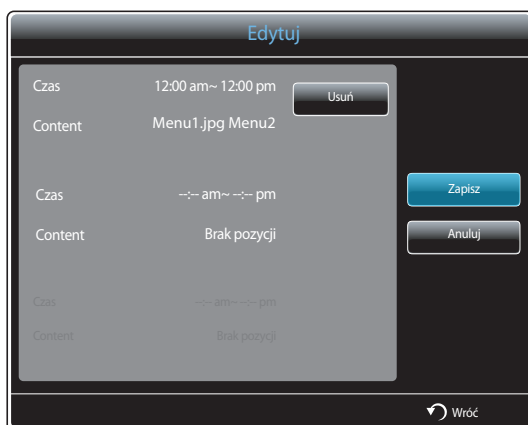 Edytuj
Czas 12:00 am~ 12:00 pm Usuń
Content Menu1.jpg Menu2
Czas --:-- am~ --:-- pm Zapisz
Content Brak pozycji Anuluj
Czas --:-- am~ --:-- pm
Content Brak pozycji
Wróć